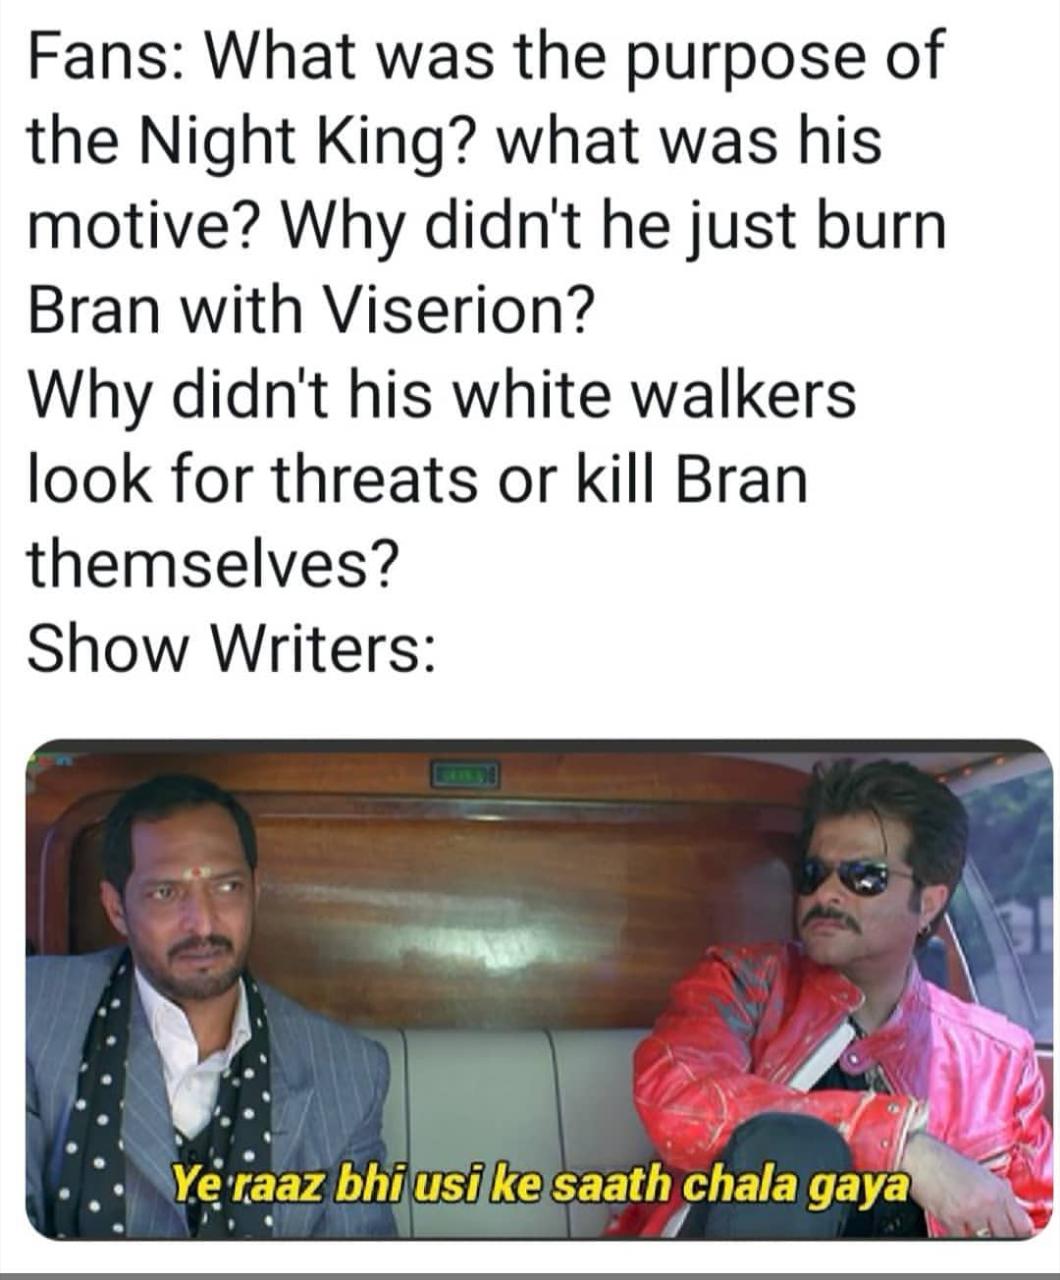 Fans: What was the purpose of
the Night King? what was his
motive? Why didn't he just burn
Bran with Viserion?
Why didn't his white walkers
look for threats or kill Bran
themselves?
Show Writers:
Ye raaz bhi usi ke saath chala gaya